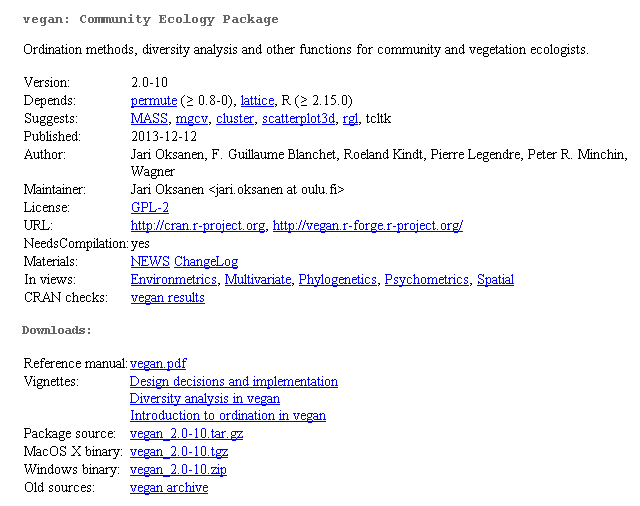 vegan: Community Ecology Package
Ordination methods, diversity analysis and other functions for community and vegetation ecologists.
Version: 2.0-10
Depends: permute (≥ 0.8-0), lattice, R (≥ 2.15.0)
Suggests: MASS, mgcv, cluster, scatterplot3d, rgl, tcltk
Published: 2013-12-12
Author: Jari Oksanen, F. Guillaume Blanchet, Roeland Kindt, Pierre Legendre, Peter R. Minchin,
Wagner
Maintainer: Jari Oksanen <jari.oksanen at oulu.fi>
License: GPL-2
URL: http://cran.r-project.org, http://vegan.r-forge.r-project.org/
NeedsCompilation: yes
Materials: NEWS ChangeLog
In views: Environmetrics, Multivariate, Phylogenetics, Psychometrics, Spatial
CRAN checks: vegan results
Downloads:
Reference manual: vegan.pdf
Vignettes: Design decisions and implementation
Diversity analysis in vegan
Introduction to ordination in vegan
Package source: vegan_2.0-10.tar.gz
MacOS X binary: vegan_2.0-10.tgz
Windows binary: vegan_2.0-10.zip
Old sources: vegan archive